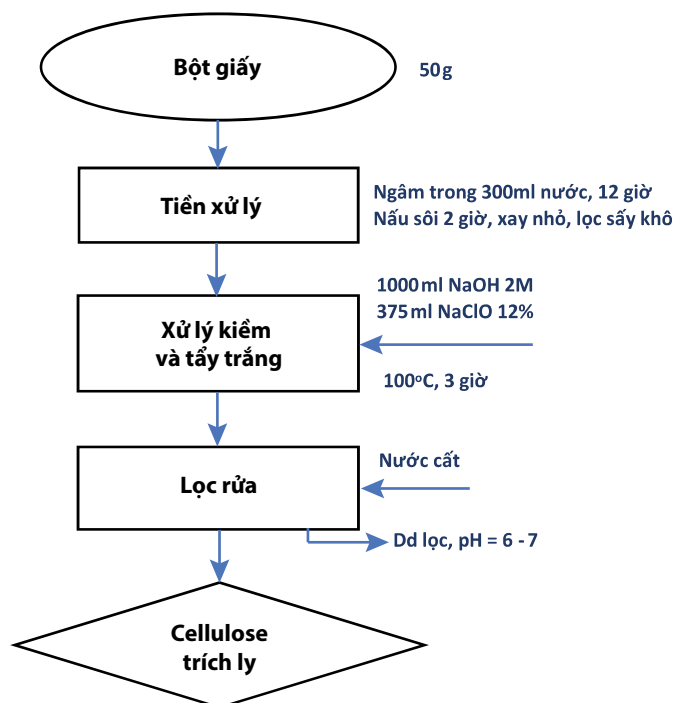 Bột giấy
50g
Tiền xử lý
Ngâm trong 300ml nước, 12 giờ
Nấu sôi 2 giờ, xay nhỏ, lọc sấy khô
1000ml NaOH 2M
375ml NaClO 12%
Xử lý kiềm
và tẩy trắng
100ºC, 3 giờ
Nước cất
Lọc rửa
Dd lọc, pH = 6 - 7
Cellulose
trích ly